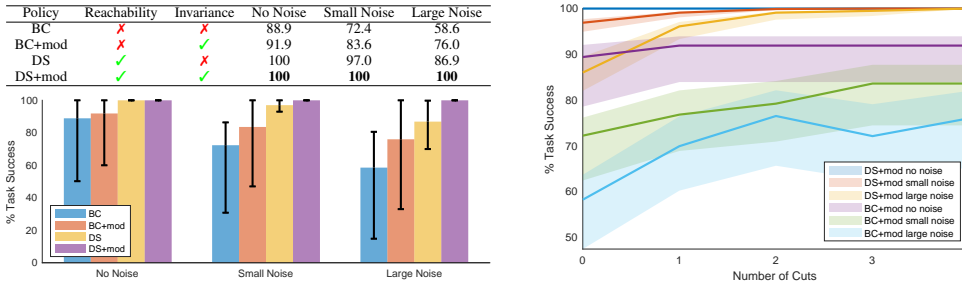 Policy Reachability Invariance No Noise Small Noise Large Noise
BC ✗ ✗ 88.9 72.4 58.6
BC+mod ✗ ✓ 91.9 83.6 76.0
DS ✓ ✗ 100 97.0 86.9
DS+mod ✓ ✓ 100 100 100
% Task Success
100
80
60
40
20
0
BC
BC+mod
DS
DS+mod
No Noise Small Noise Large Noise
% Task Success
100
90
80
70
60
50
DS+mod no noise
DS+mod small noise
DS+mod large noise
BC+mod no noise
BC+mod small noise
BC+mod large noise
0 1 2 3
Number of Cuts